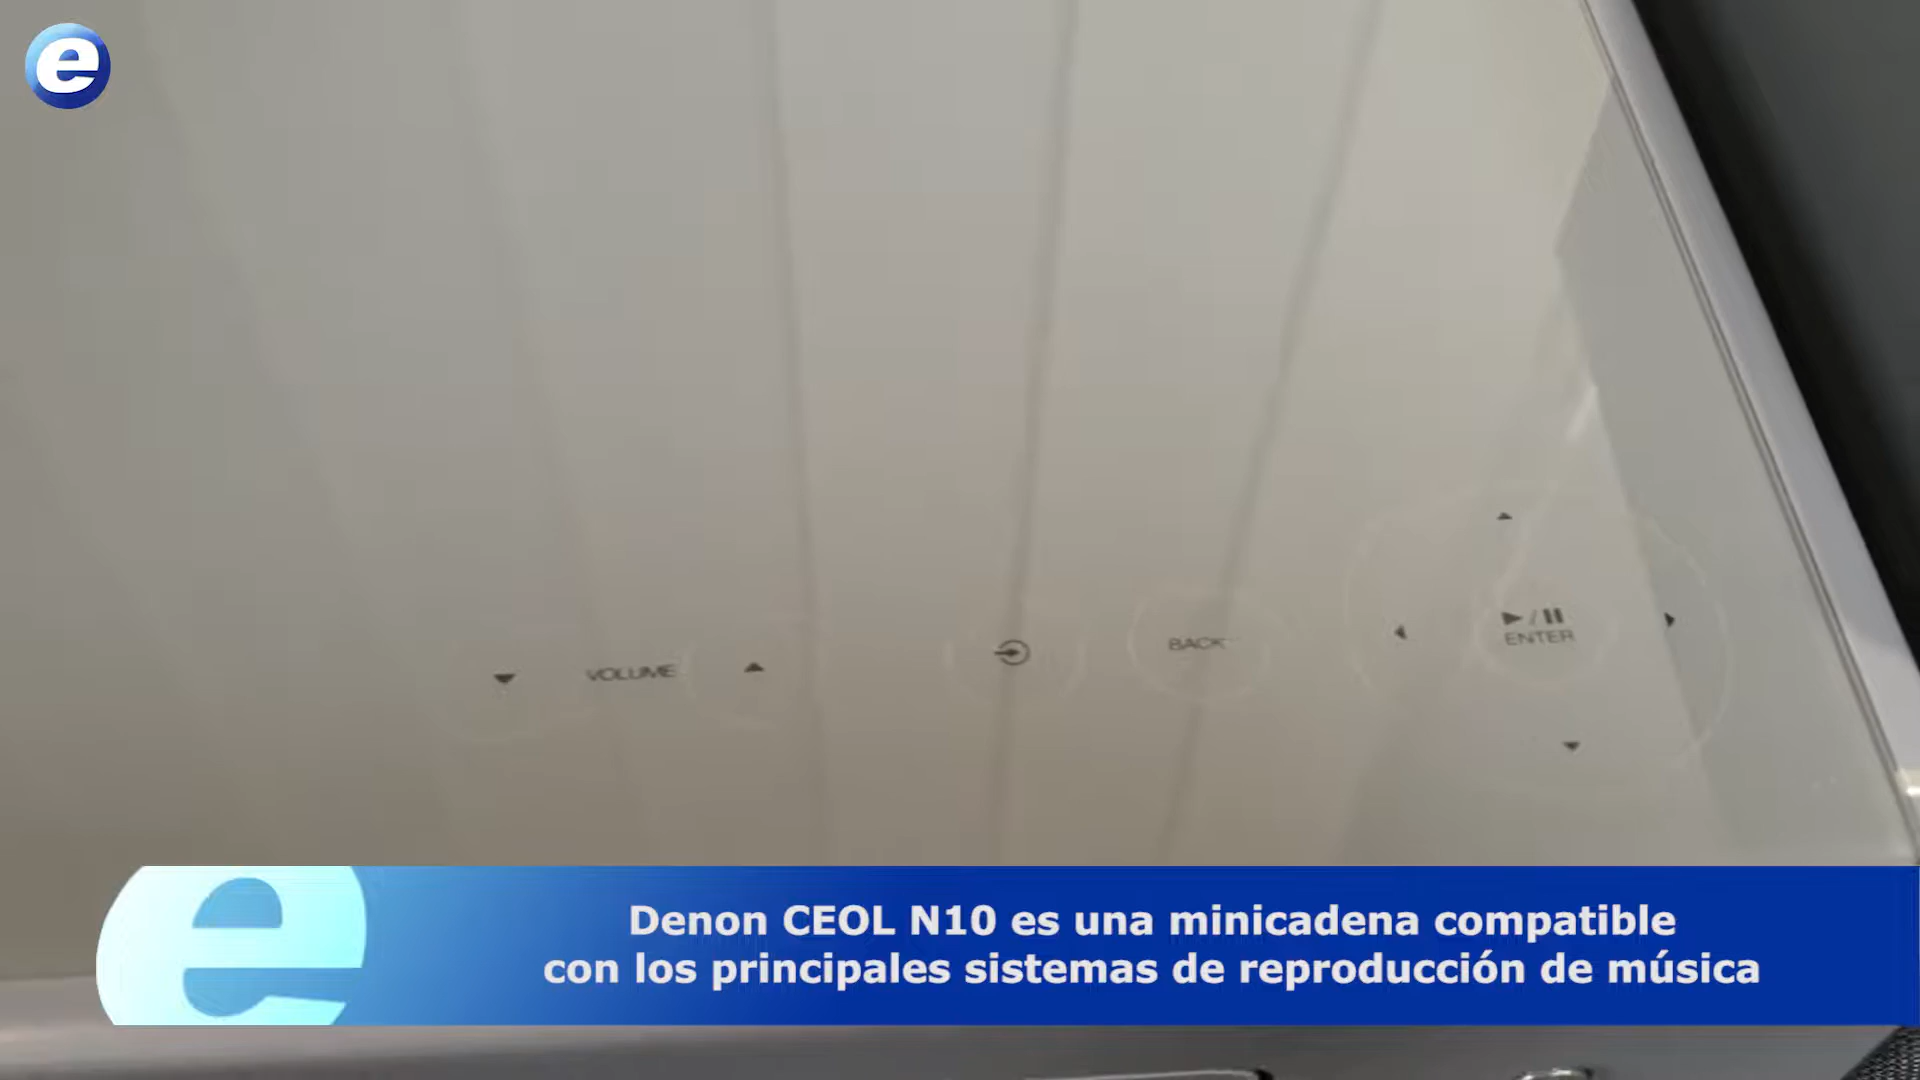 e
VOLUME
BACK
ENTER
e
Denon CEOL N10 es una minicadena compatible
con los principales sistemas de reproducción de música